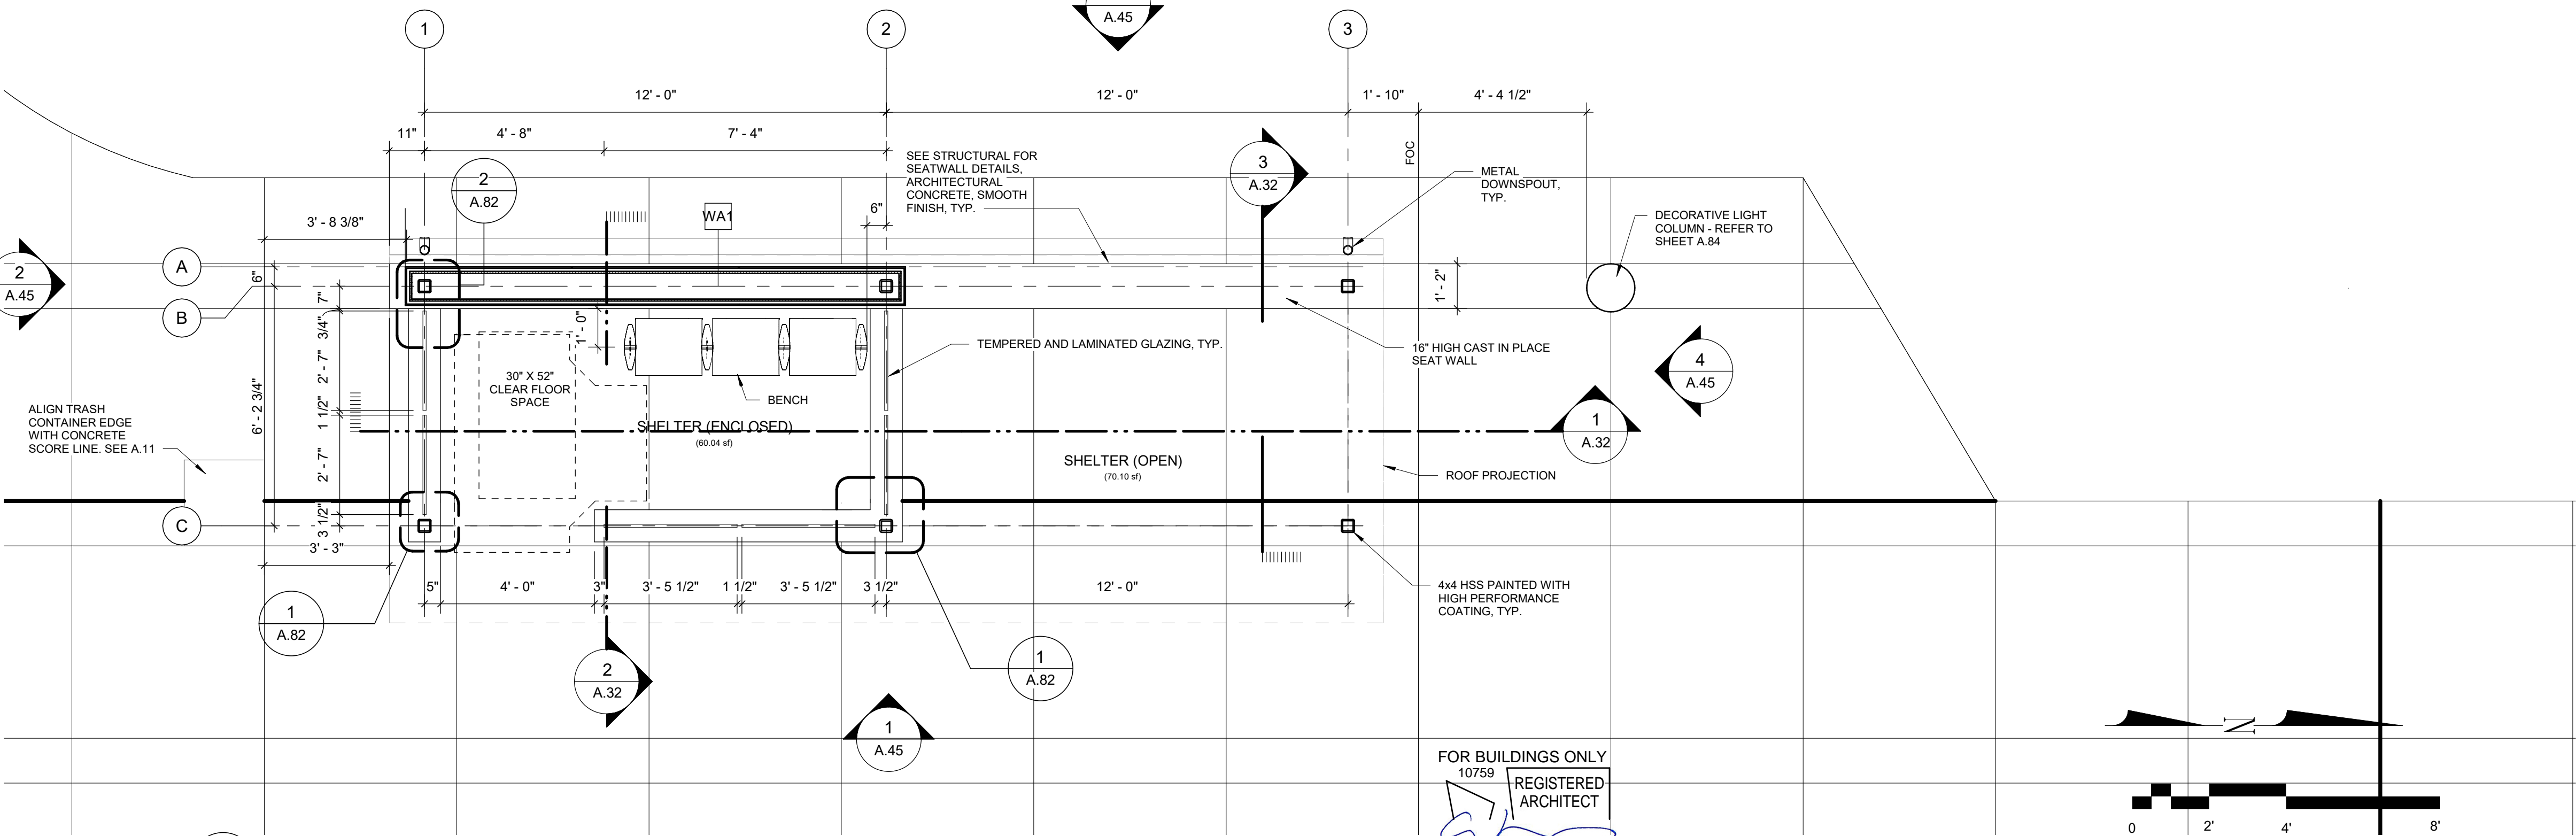 A.45
1
2
3
12' - 0"
12' - 0"
1' - 10"
4' - 4 1/2"
11"
4' - 8"
7' - 4"
FOC
SEE STRUCTURAL FOR
SEATWALL DETAILS,
ARCHITECTURAL
CONCRETE, SMOOTH
FINISH, TYP.
3
A.32
METAL
DOWNSPOUT,
TYP.
2
A.82
WA1
6"
3' - 8 3/8"
DECORATIVE LIGHT
COLUMN - REFER TO
SHEET A.84
2
A.45
A
B
6"
7"
3/4"
2' - 7"
1 1/2"
2' - 7"
3 1/2"
6' - 2 3/4"
1' - 0"
1' - 2"
TEMPERED AND LAMINATED GLAZING, TYP.
16" HIGH CAST IN PLACE
SEAT WALL
4
A.45
30" X 52"
CLEAR FLOOR
SPACE
BENCH
ALIGN TRASH
CONTAINER EDGE
WITH CONCRETE
SCORE LINE. SEE A.11
SHELTER (ENCLOSED)
(60.04 sf)
1
A.32
SHELTER (OPEN)
(70.10 sf)
ROOF PROJECTION
C
3' - 3"
5"
4' - 0"
3"
3' - 5 1/2"
1 1/2"
3' - 5 1/2"
3 1/2"
12' - 0"
4x4 HSS PAINTED WITH
HIGH PERFORMANCE
COATING, TYP.
1
A.82
2
A.32
1
A.82
1
A.45
N
FOR BUILDINGS ONLY
10759
REGISTERED
ARCHITECT
0
2'
4'
8'